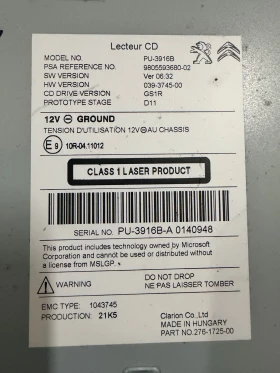 Lecteur CD
MODEL NO. PU-3916B
PSA REFERENCE NO. 9805593680-02
SW VERSION Ver 06:32
HW VERSION 039-3745-00
CD DRIVE VERSION GS1R
PROTOTYPE STAGE D11
12V ⊖ GROUND
TENSION D'UTILISATION 12V⊖AU CHASSIS
E9 10R-04.11012
CLASS 1 LASER PRODUCT
SERIAL NO. PU-3916B-A 0140948
This product includes technology owned by Microsoft
Corporation and cannot be used or distributed without
a license from MSLGP.
WARNING DO NOT DROP
NE PAS LAISSER TOMBER
EMC TYPE: 1043745
PRODUCTION: 21K5 Clarion Co., Ltd
MADE IN HUNGARY
PART NO.276-1725-00